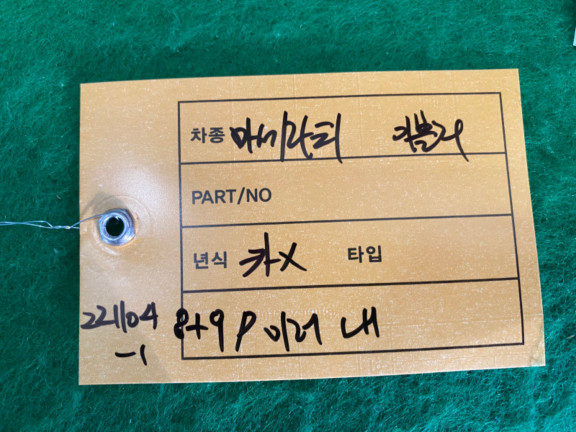 차종 마세라티 기블리
PART/NO
년식 카X 타입
221104 8+9 P 미러 내
-1